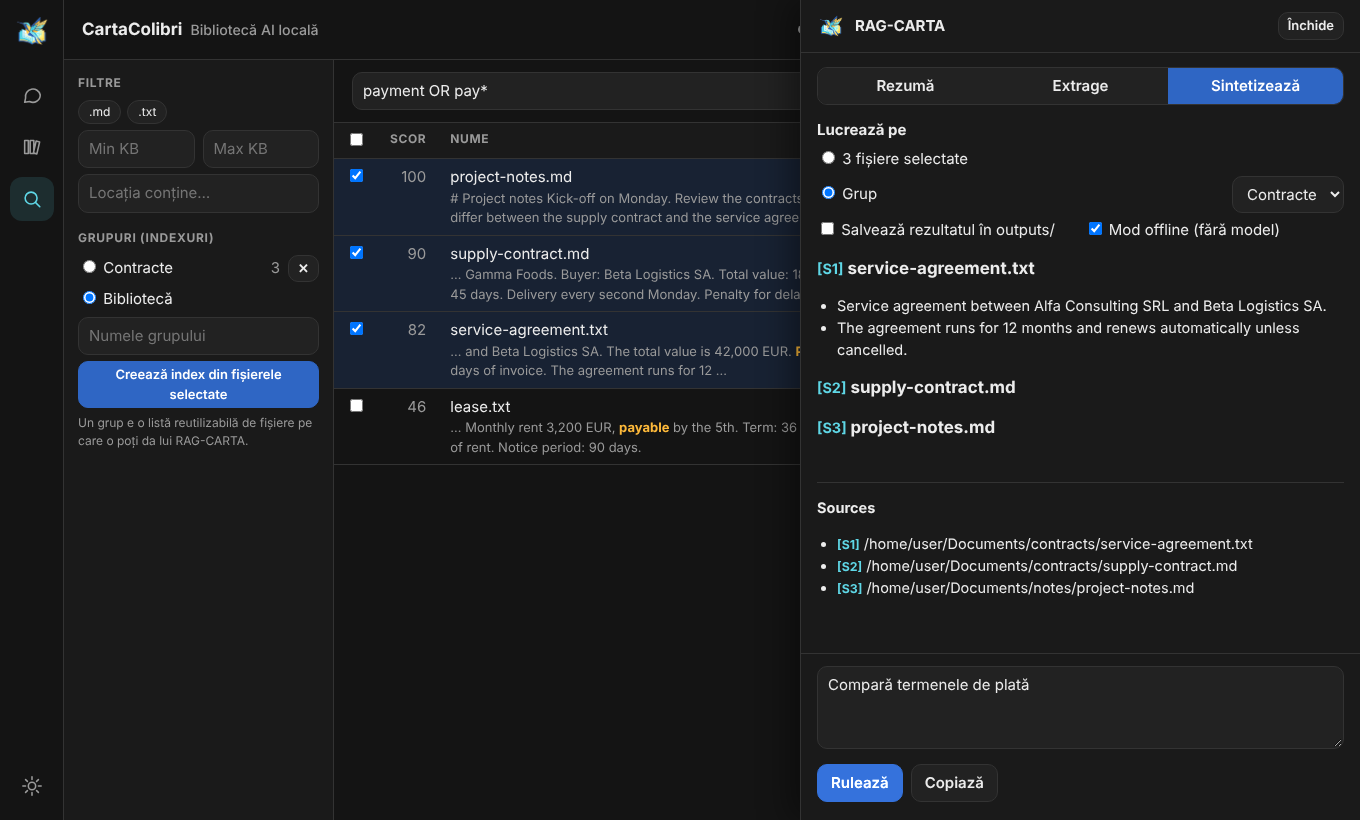 CartaColibri Bibliotecă AI locală
FILTRE
.md .txt
Min KB Max KB
Locația conține...
GRUPURI (INDEXURI)
Contracte 3 ×
Bibliotecă
Numele grupului
Creează index din fișierele
selectate
Un grup e o listă reutilizabilă de fișiere pe
care o poți da lui RAG-CARTA.
payment OR pay*
SCOR NUME
100 project-notes.md
# Project notes Kick-off on Monday. Review the contracts
differ between the supply contract and the service agree
90 supply-contract.md
... Gamma Foods. Buyer: Beta Logistics SA. Total value:
45 days. Delivery every second Monday. Penalty for dela
82 service-agreement.txt
... and Beta Logistics SA. The total value is 42,000 EUR.
days of invoice. The agreement runs for 12 ...
46 lease.txt
... Monthly rent 3,200 EUR, payable by the 5th. Term: 36
of rent. Notice period: 90 days.
RAG-CARTA Închide
Rezumă Extrage Sintetizează
Lucrează pe
3 fișiere selectate
Grup Contracte
Salvează rezultatul în outputs/ Mod offline (fără model)
[S1] service-agreement.txt
Service agreement between Alfa Consulting SRL and Beta Logistics SA.
The agreement runs for 12 months and renews automatically unless
cancelled.
[S2] supply-contract.md
[S3] project-notes.md
Sources
[S1] /home/user/Documents/contracts/service-agreement.txt
[S2] /home/user/Documents/contracts/supply-contract.md
[S3] /home/user/Documents/notes/project-notes.md
Compară termenele de plată
Rulează Copiază